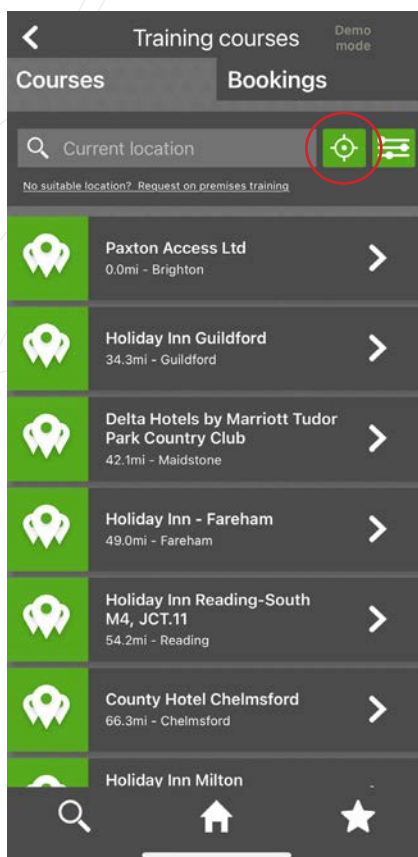 Training courses
Demo
mode
Courses
Bookings
Current location
No suitable location? Request on premises training
Paxton Access Ltd
0.0mi - Brighton
Holiday Inn Guildford
34.3mi - Guildford
Delta Hotels by Marriott Tudor
Park Country Club
42.1mi - Maidstone
Holiday Inn - Fareham
49.0mi - Fareham
Holiday Inn Reading-South
M4, JCT.11
54.2mi - Reading
County Hotel Chelmsford
66.3mi - Chelmsford
Holiday Inn Milton